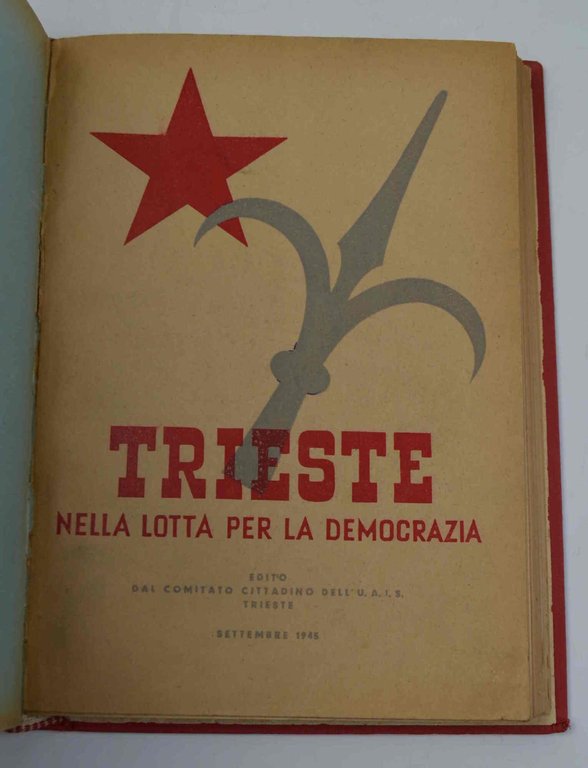 TRIESTE
NELLA LOTTA PER LA DEMOCRAZIA
EDITO
DAL COMITATO CITTADINO DELL'U.A.I.S.
TRIESTE
SETTEMBRE 1945